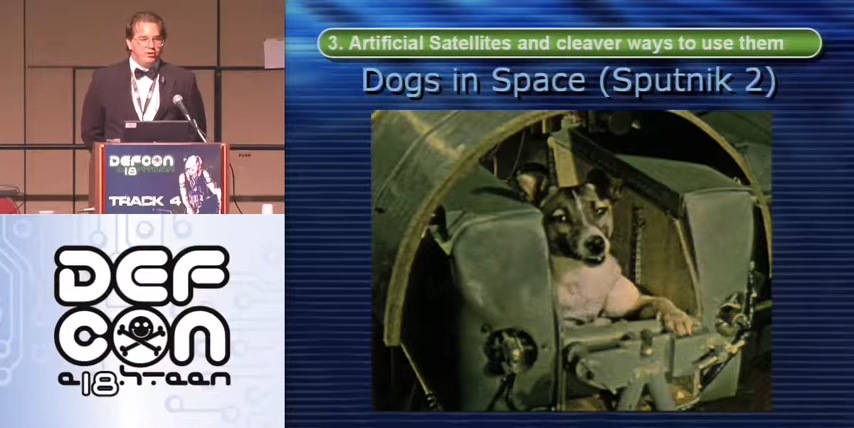 3. Artificial Satellites and cleaver ways to use them
Dogs in Space (Sputnik 2)
DEFCON
18
TRACK 4
DEF
CON
e18hteen